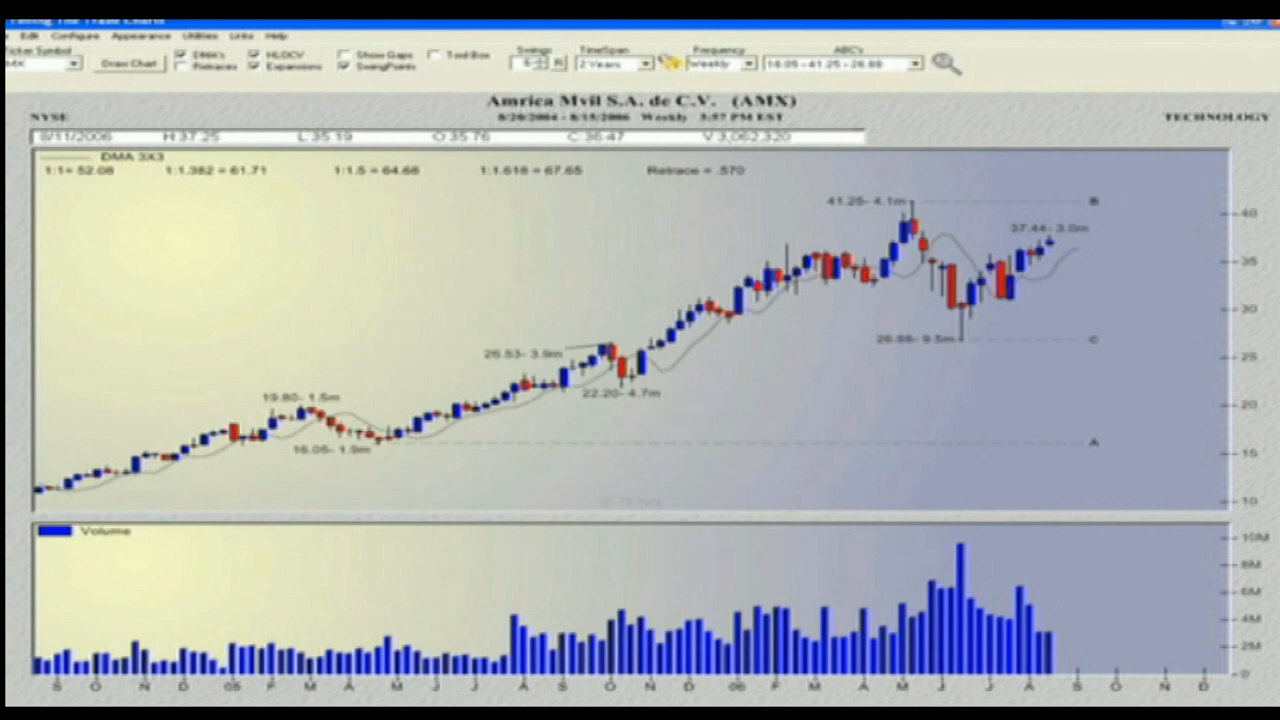 Edit Configure Appearance Utilities Links Help
Ticker Symbol
Draw Chart
DMA's
Retraces
HLOCV
Expansions
Show Gaps
SwingPoints
Tool Box
Swings
6
TimeSpan
2 Years
Frequency
Weekly
ABC's
16.05 - 41.25 - 26.88
Amrica Mvil S.A. de C.V. (AMX)
NYSE
8/20/2004 - 8/15/2006 Weekly 3:57 PM EST
TECHNOLOGY
8/11/2006 H:37.25 L:35.19 O:35.76 C:36.47 V:3,062,320
DMA 3X3
1:1= 52.08 1:1.382 = 61.71 1:1.5 = 64.68 1:1.618 = 67.65 Retrace = .570
41.25- 4.1m
B
40
37.44- 3.0m
35
30
26.88- 9.5m
C
26.53- 3.9m
25
22.20- 4.7m
19.80- 1.5m
20
A
16.05- 1.9m
15
10
Volume
10M
8M
6M
4M
2M
0
S O N D 05 F M A M J J A S O N D 06 F M A M J J A S O N D